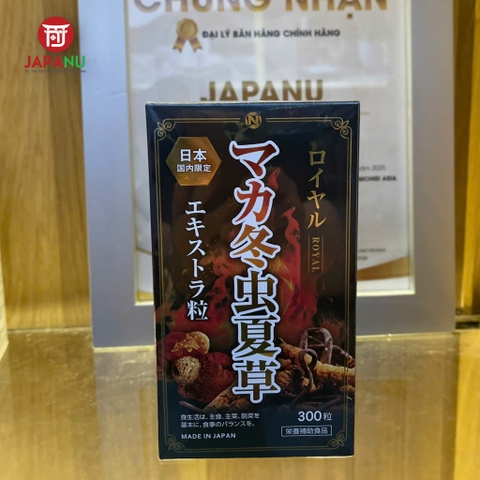 CHỨNG NHẬN
ĐẠI LÝ BÁN HÀNG CHÍNH HÃNG
JAPANU
JAPANU
N
日本
国内限定
ロイヤル
ROYAL
マカ冬虫夏草
エキストラ粒
食生活は、主食、主菜、副菜を
基本に、食事のバランスを。
MADE IN JAPAN
300粒
栄養補助食品